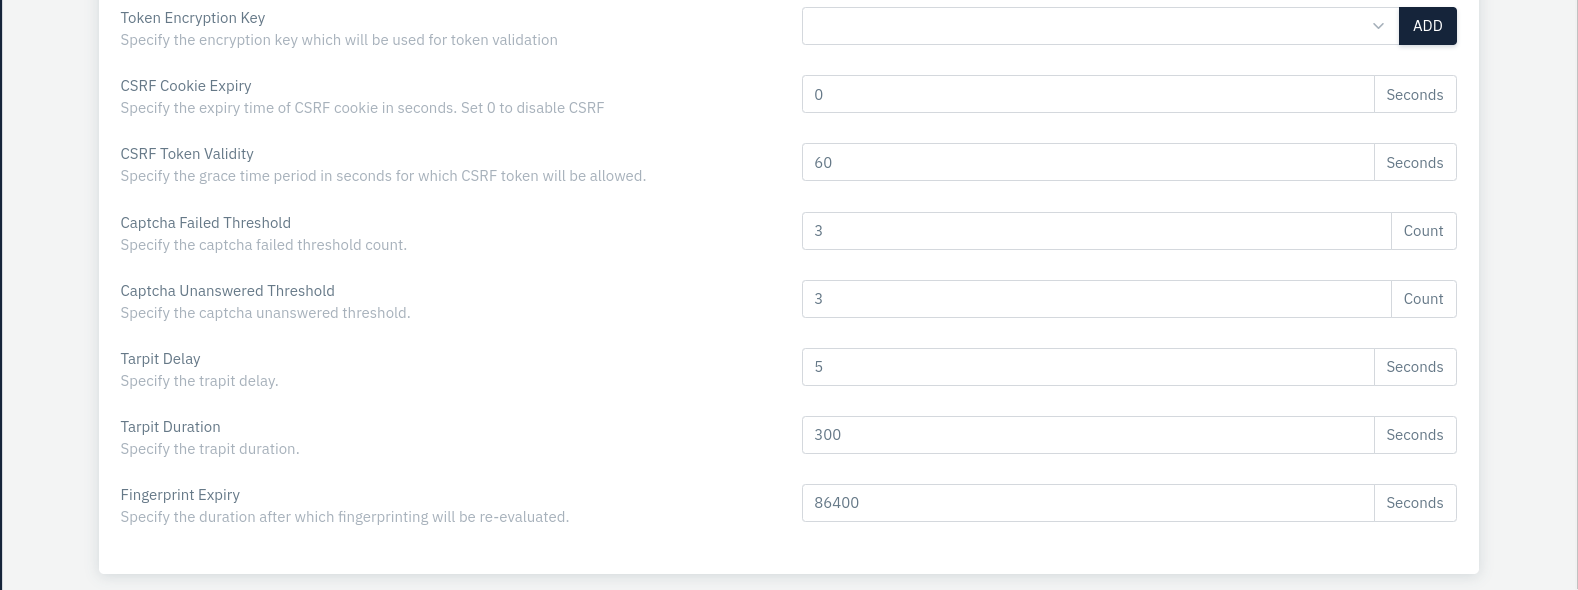 Token Encryption Key
Specify the encryption key which will be used for token validation
ADD
CSRF Cookie Expiry
Specify the expiry time of CSRF cookie in seconds. Set 0 to disable CSRF
0 Seconds
CSRF Token Validity
Specify the grace time period in seconds for which CSRF token will be allowed.
60 Seconds
Captcha Failed Threshold
Specify the captcha failed threshold count.
3 Count
Captcha Unanswered Threshold
Specify the captcha unanswered threshold.
3 Count
Tarpit Delay
Specify the trapit delay.
5 Seconds
Tarpit Duration
Specify the trapit duration.
300 Seconds
Fingerprint Expiry
Specify the duration after which fingerprinting will be re-evaluated.
86400 Seconds